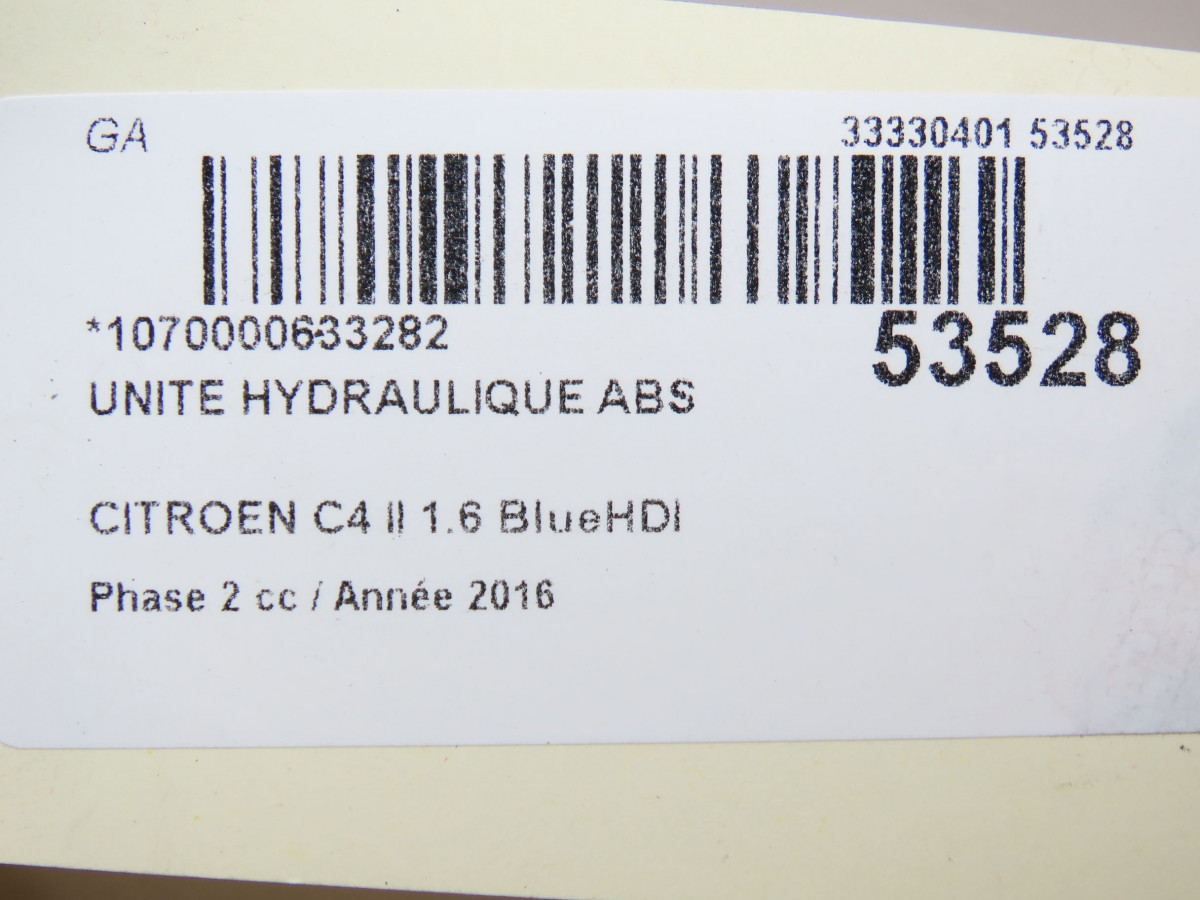 GA
33330401 53528
*1070000633282
53528
UNITE HYDRAULIQUE ABS
CITROEN C4 II 1.6 BlueHDI
Phase 2 cc / Année 2016